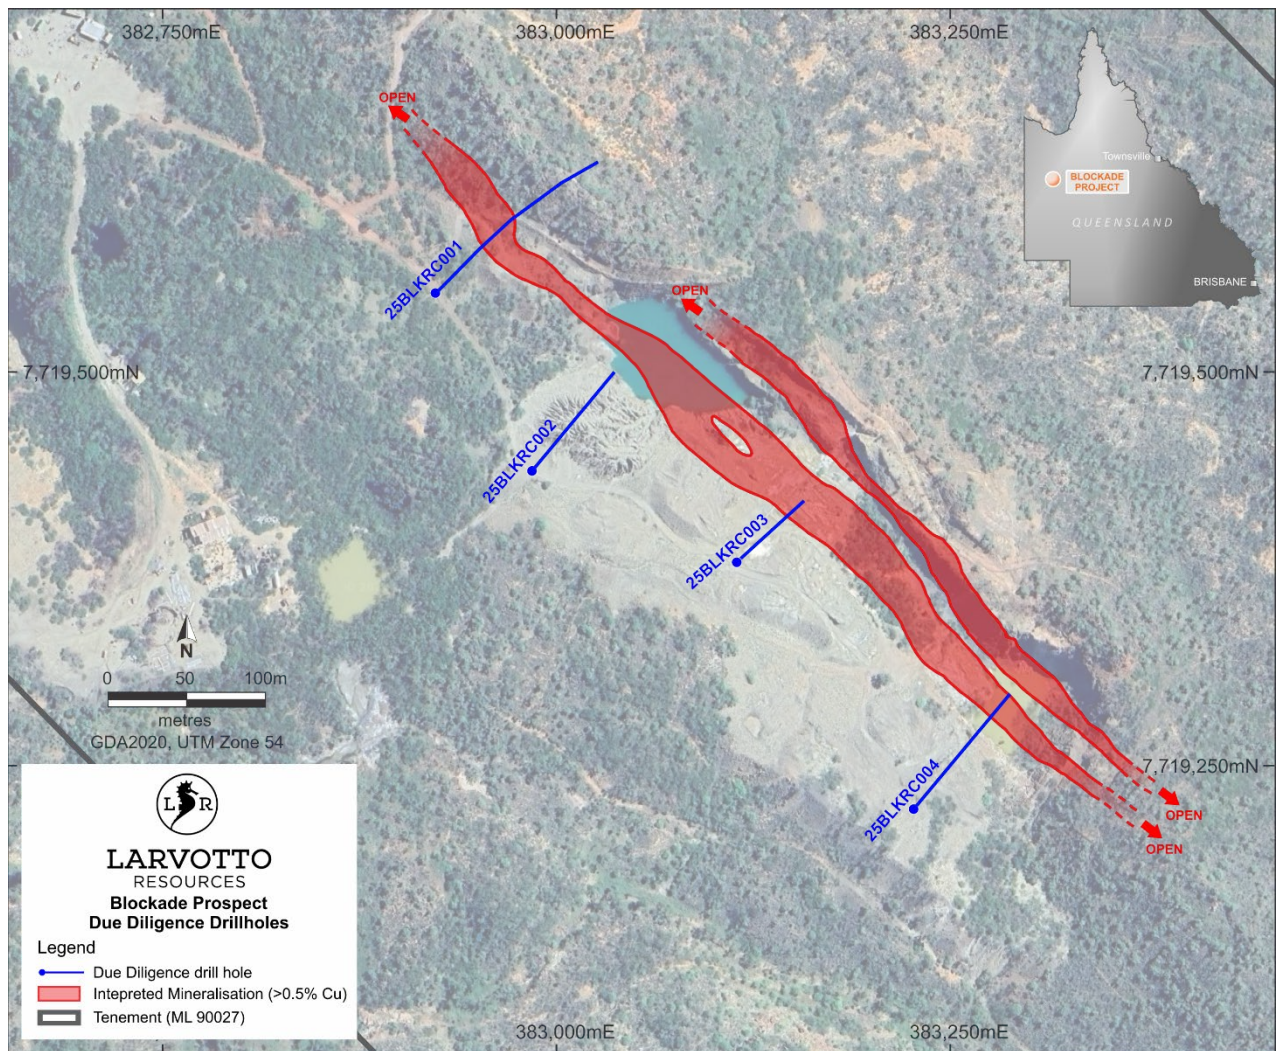 382,750mE
383,000mE
383,250mE
OPEN
Townsville
BLOCKADE
PROJECT
QUEENSLAND
BRISBANE
25BLKRC001
OPEN
7,719,500mN
7,719,500mN
25BLKRC002
25BLKRC003
N
0 50 100m
metres
GDA2020, UTM Zone 54
25BLKRC004
7,719,250mN
OPEN
OPEN
L R
LARVOTTO
RESOURCES
Blockade Prospect
Due Diligence Drillholes
Legend
Due Diligence drill hole
Intepreted Mineralisation (>0.5% Cu)
Tenement (ML 90027)
383,000mE
383,250mE